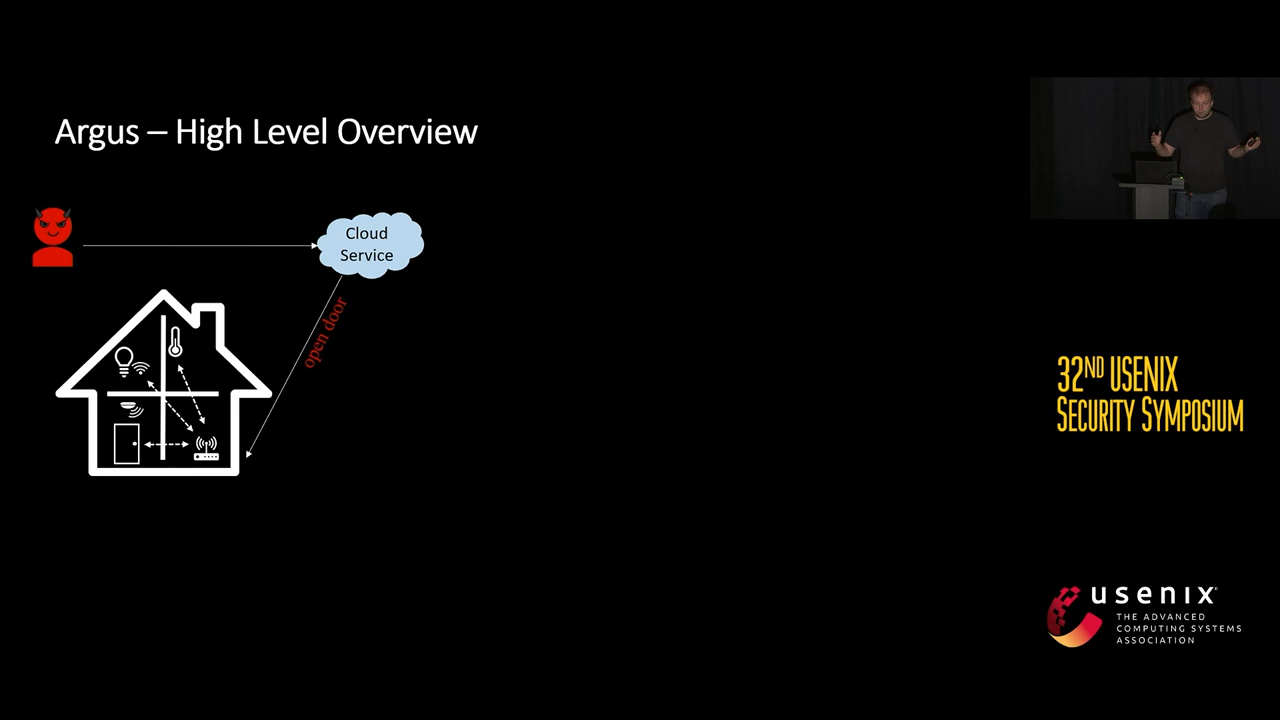 Argus – High Level Overview
Cloud
Service
open door
32ND USENIX
SECURITY SYMPOSIUM
usenix
THE ADVANCED
COMPUTING SYSTEMS
ASSOCIATION